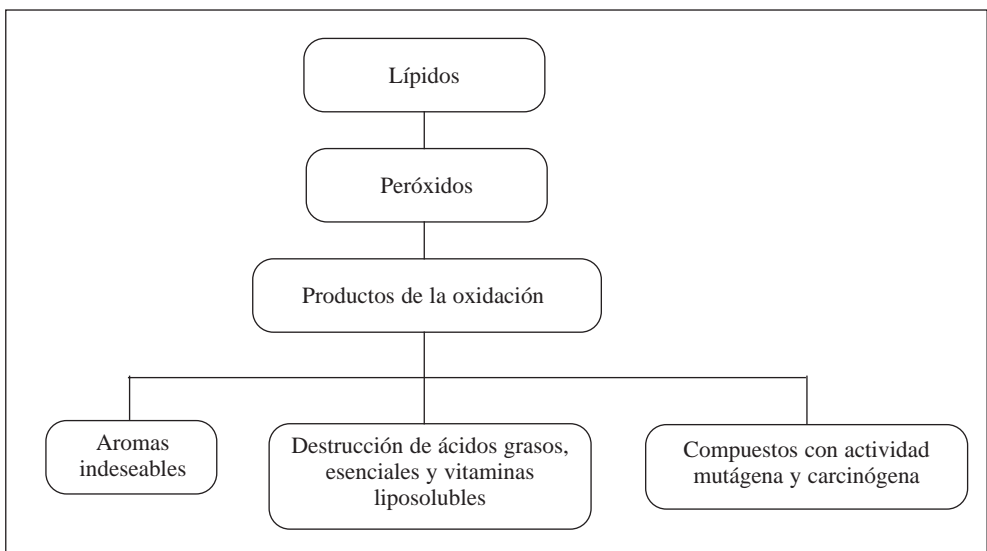 Lípidos
Peróxidos
Productos de la oxidación
Aromas
indeseables
Destrucción de ácidos grasos,
esenciales y vitaminas
liposolubles
Compuestos con actividad
mutágena y carcinógena